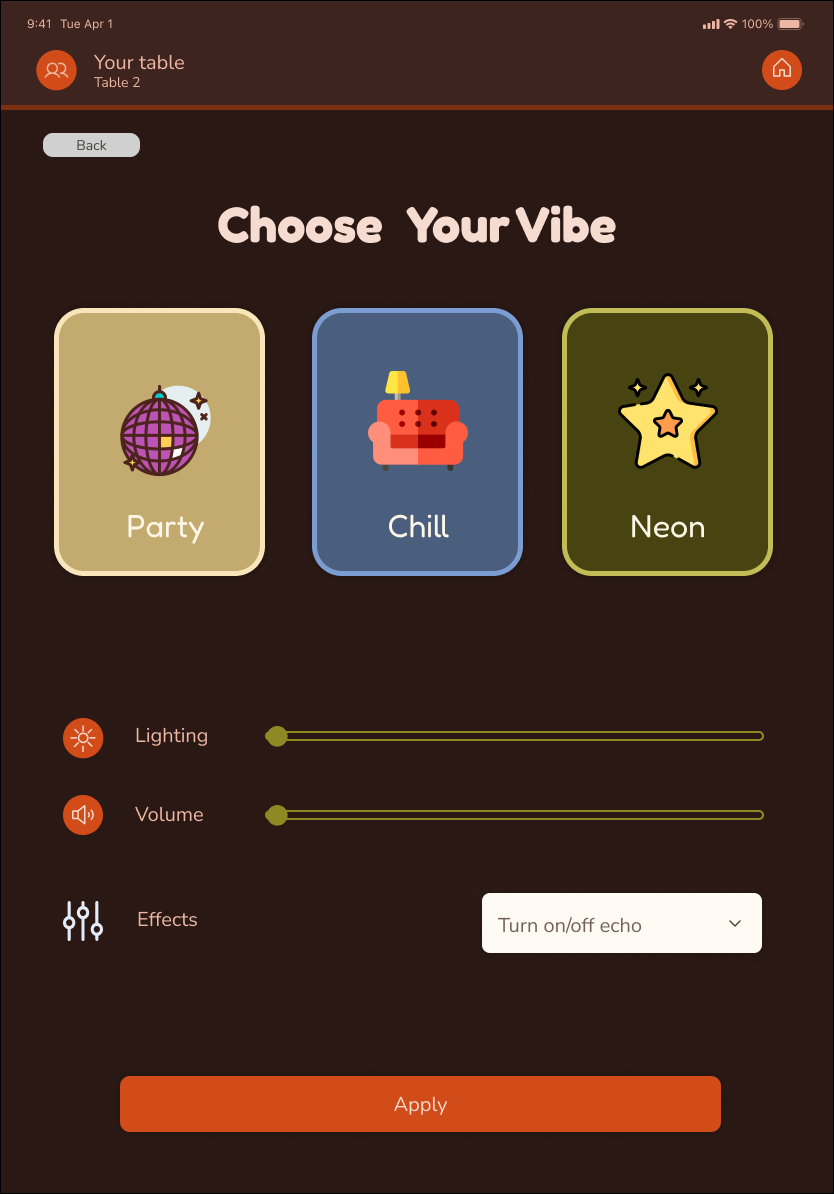 9:41 Tue Apr 1 100%
Your table
Table 2
Back
Choose Your Vibe
Party Chill Neon
Lighting
Volume
Effects Turn on/off echo
Apply